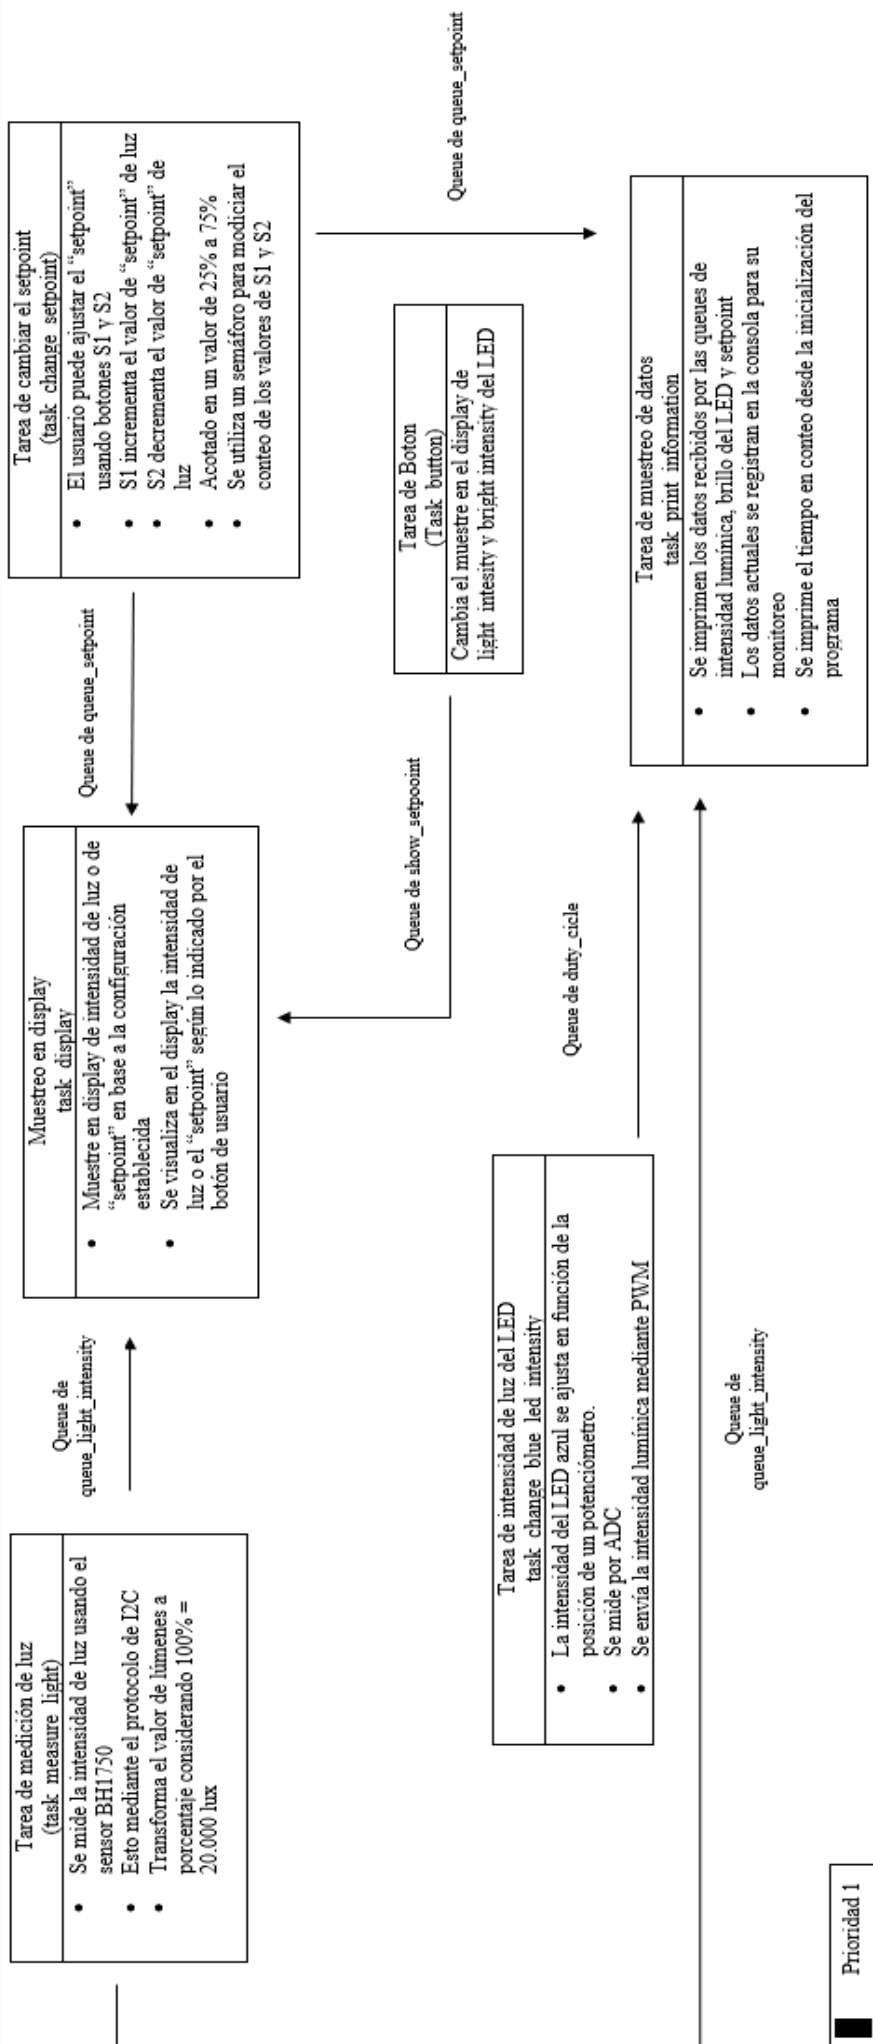 Tarea de medición de luz
(task_measure_light)
Se mide la intensidad de luz usando el
sensor BH1750
Esto mediante el protocolo de I2C
Transforma el valor de lúmenes a
porcentaje considerando 100% =
20.000 lux
Queue de
queue_light_intensity
Muestreo en display
task_display
Muestre en display de intensidad de luz o de
“setpoint” en base a la configuración
establecida
Se visualiza en el display la intensidad de
luz o el “setpoint” según lo indicado por el
botón de usuario
Queue de queue_setpoint
Tarea de cambiar el setpoint
(task_change_setpoint)
El usuario puede ajustar el “setpoint”
usando botones S1 y S2
S1 incrementa el valor de “setpoint” de luz
S2 decrementa el valor de “setpoint” de
luz
Acotado en un valor de 25% a 75%
Se utiliza un semáforo para modiciar el
conteo de los valores de S1 y S2
Queue de show_setpooint
Tarea de Boton
(Task_button)
Cambia el muestre en el display de
light_intesity y bright intensity del LED
Queue de queue_setpoint
Tarea de intensidad de luz del LED
task_change_blue_led_intensity
La intensidad del LED azul se ajusta en función de la
posición de un potenciómetro.
Se mide por ADC
Se envía la intensidad lumínica mediante PWM
Queue de duty_cicle
Tarea de muestreo de datos
task_print_information
Se imprimen los datos recibidos por las queues de
intensidad lumínica, brillo del LED y setpoint
Los datos actuales se registran en la consola para su
monitoreo
Se imprime el tiempo en conteo desde la inicialización del
programa
Queue de
queue_light_intensity
Prioridad 1